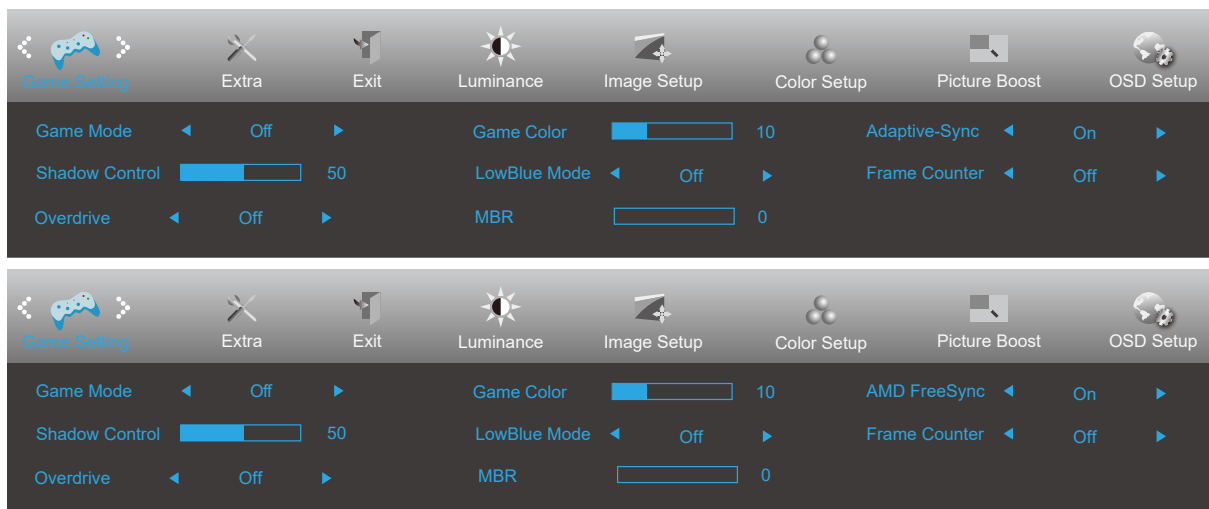 Game Setting Extra Exit Luminance Image Setup Color Setup Picture Boost OSD Setup
Game Mode Off Game Color 10 Adaptive-Sync On
Shadow Control 50 LowBlue Mode Off Frame Counter Off
Overdrive Off MBR 0
Game Setting Extra Exit Luminance Image Setup Color Setup Picture Boost OSD Setup
Game Mode Off Game Color 10 AMD FreeSync On
Shadow Control 50 LowBlue Mode Off Frame Counter Off
Overdrive Off MBR 0